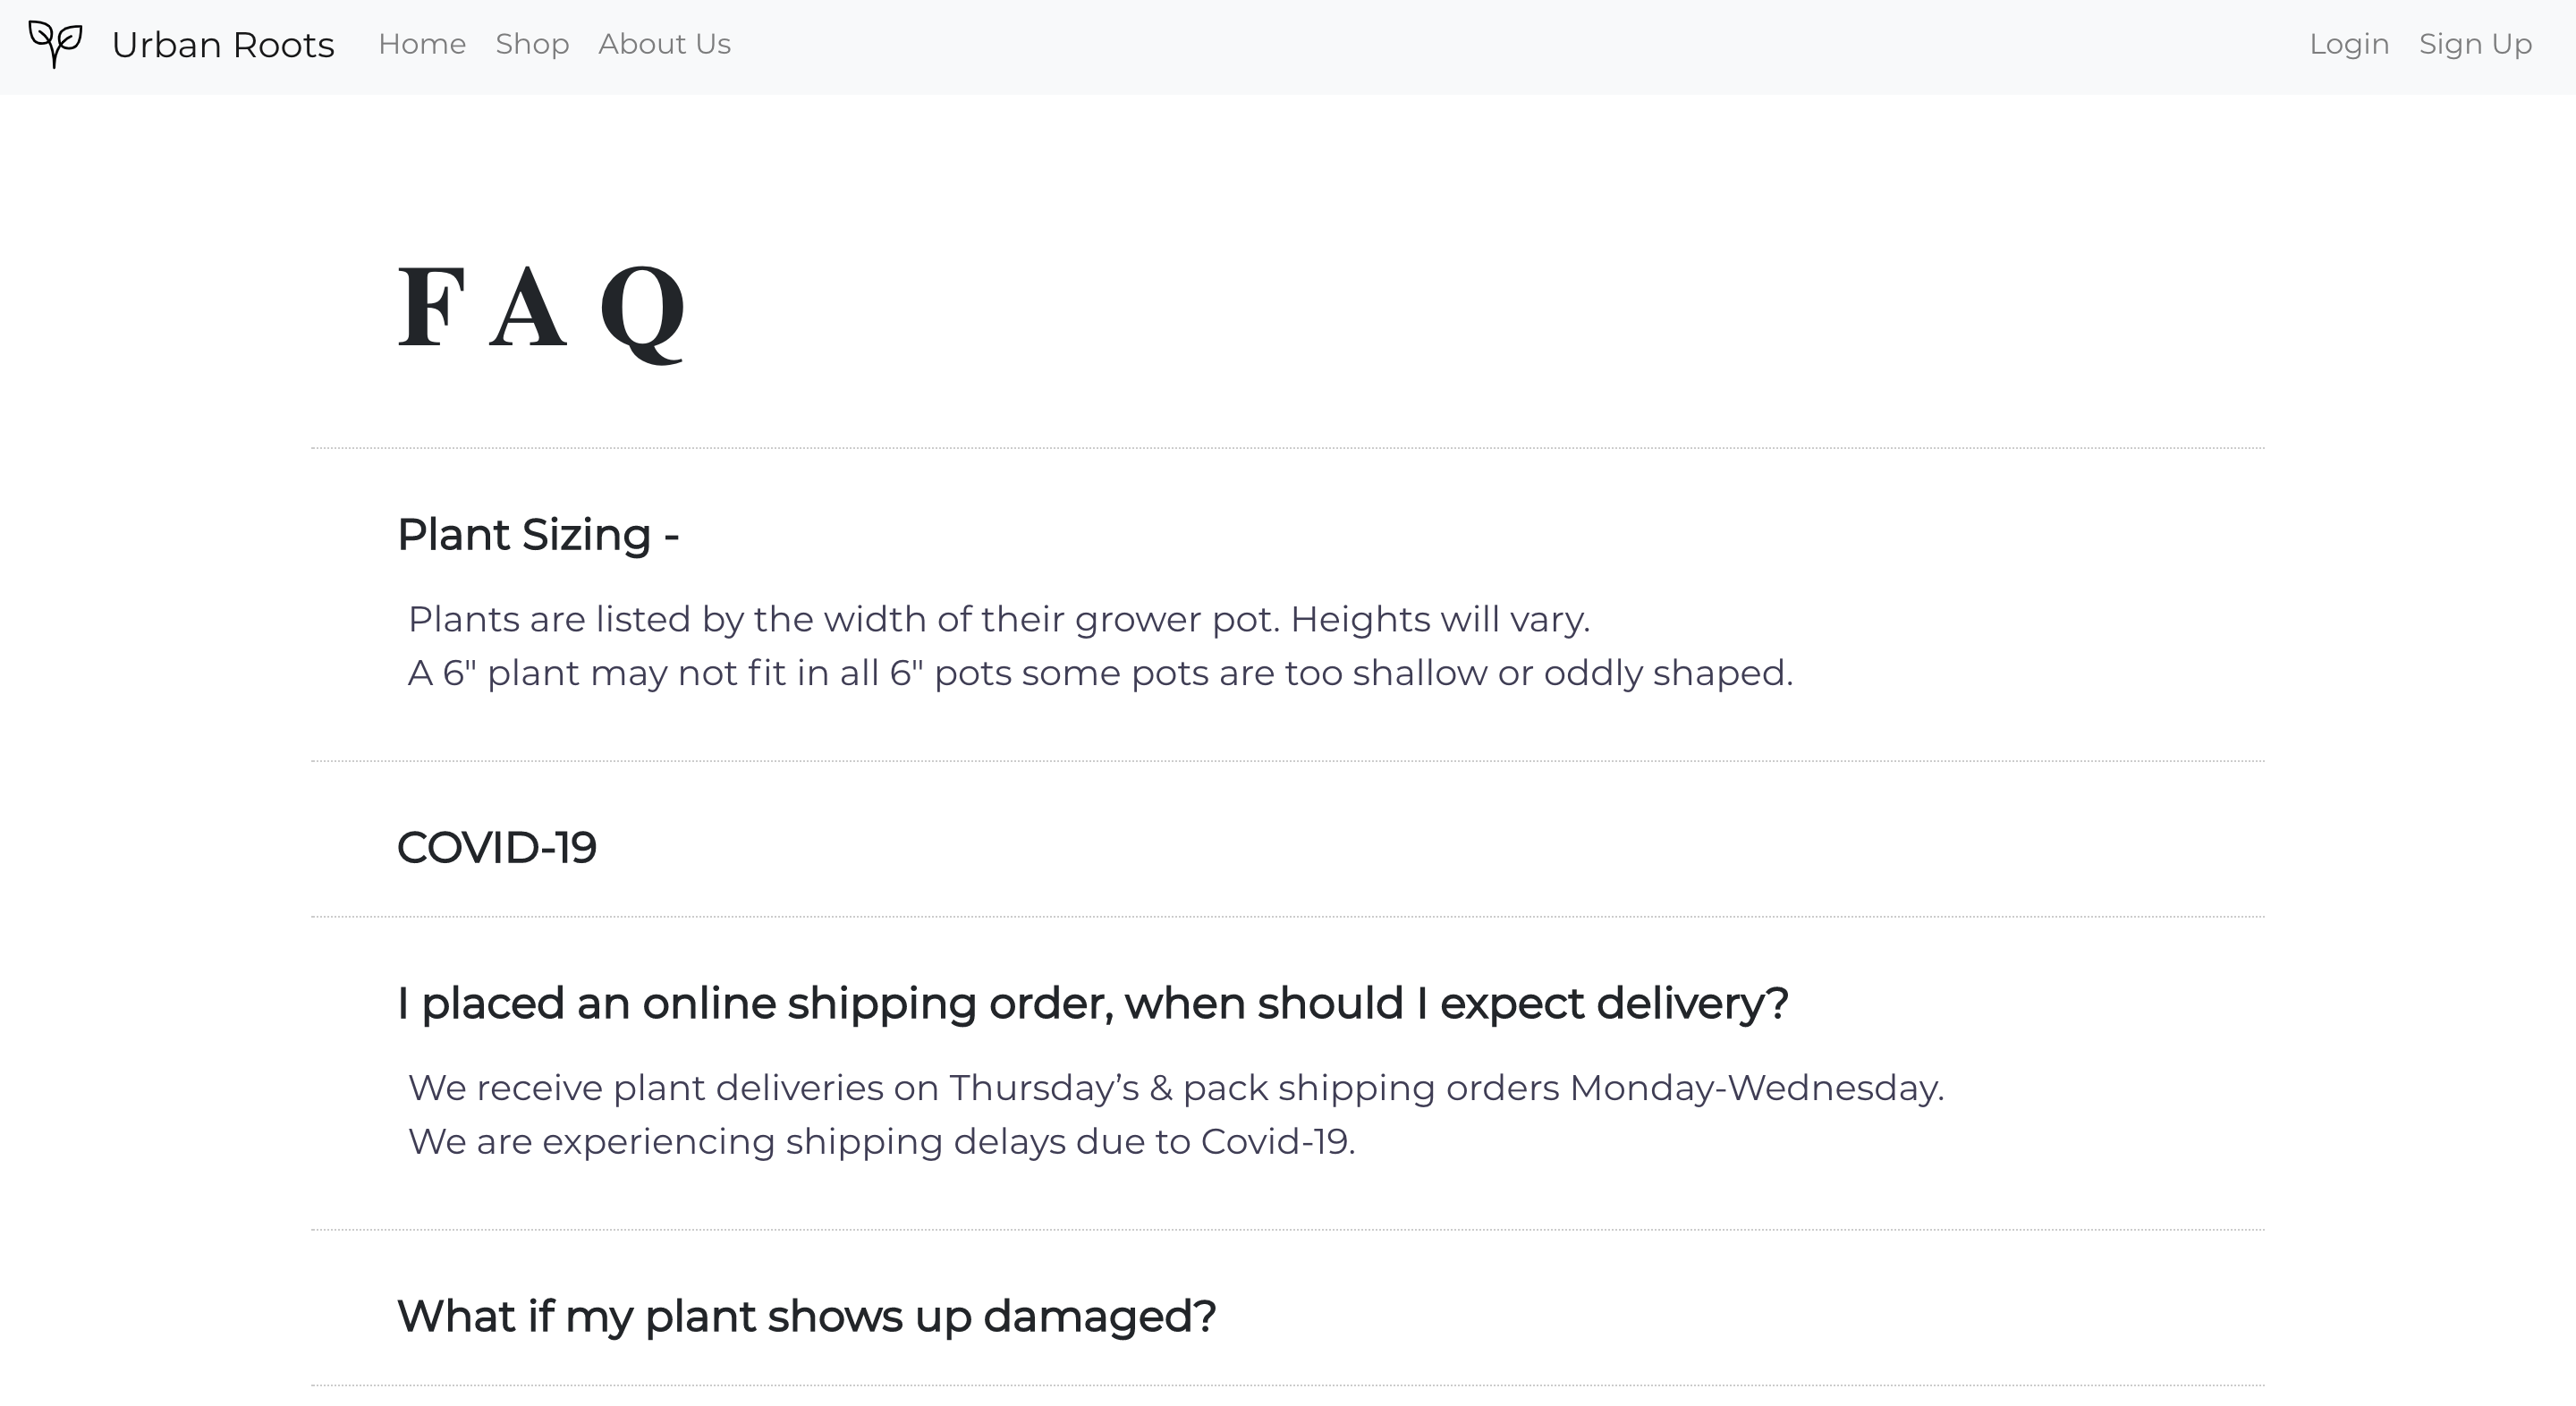 Urban Roots Home Shop About Us Login Sign Up
F A Q
Plant Sizing -
Plants are listed by the width of their grower pot. Heights will vary.
A 6" plant may not fit in all 6" pots some pots are too shallow or oddly shaped.
COVID-19
I placed an online shipping order, when should I expect delivery?
We receive plant deliveries on Thursday’s & pack shipping orders Monday-Wednesday.
We are experiencing shipping delays due to Covid-19.
What if my plant shows up damaged?